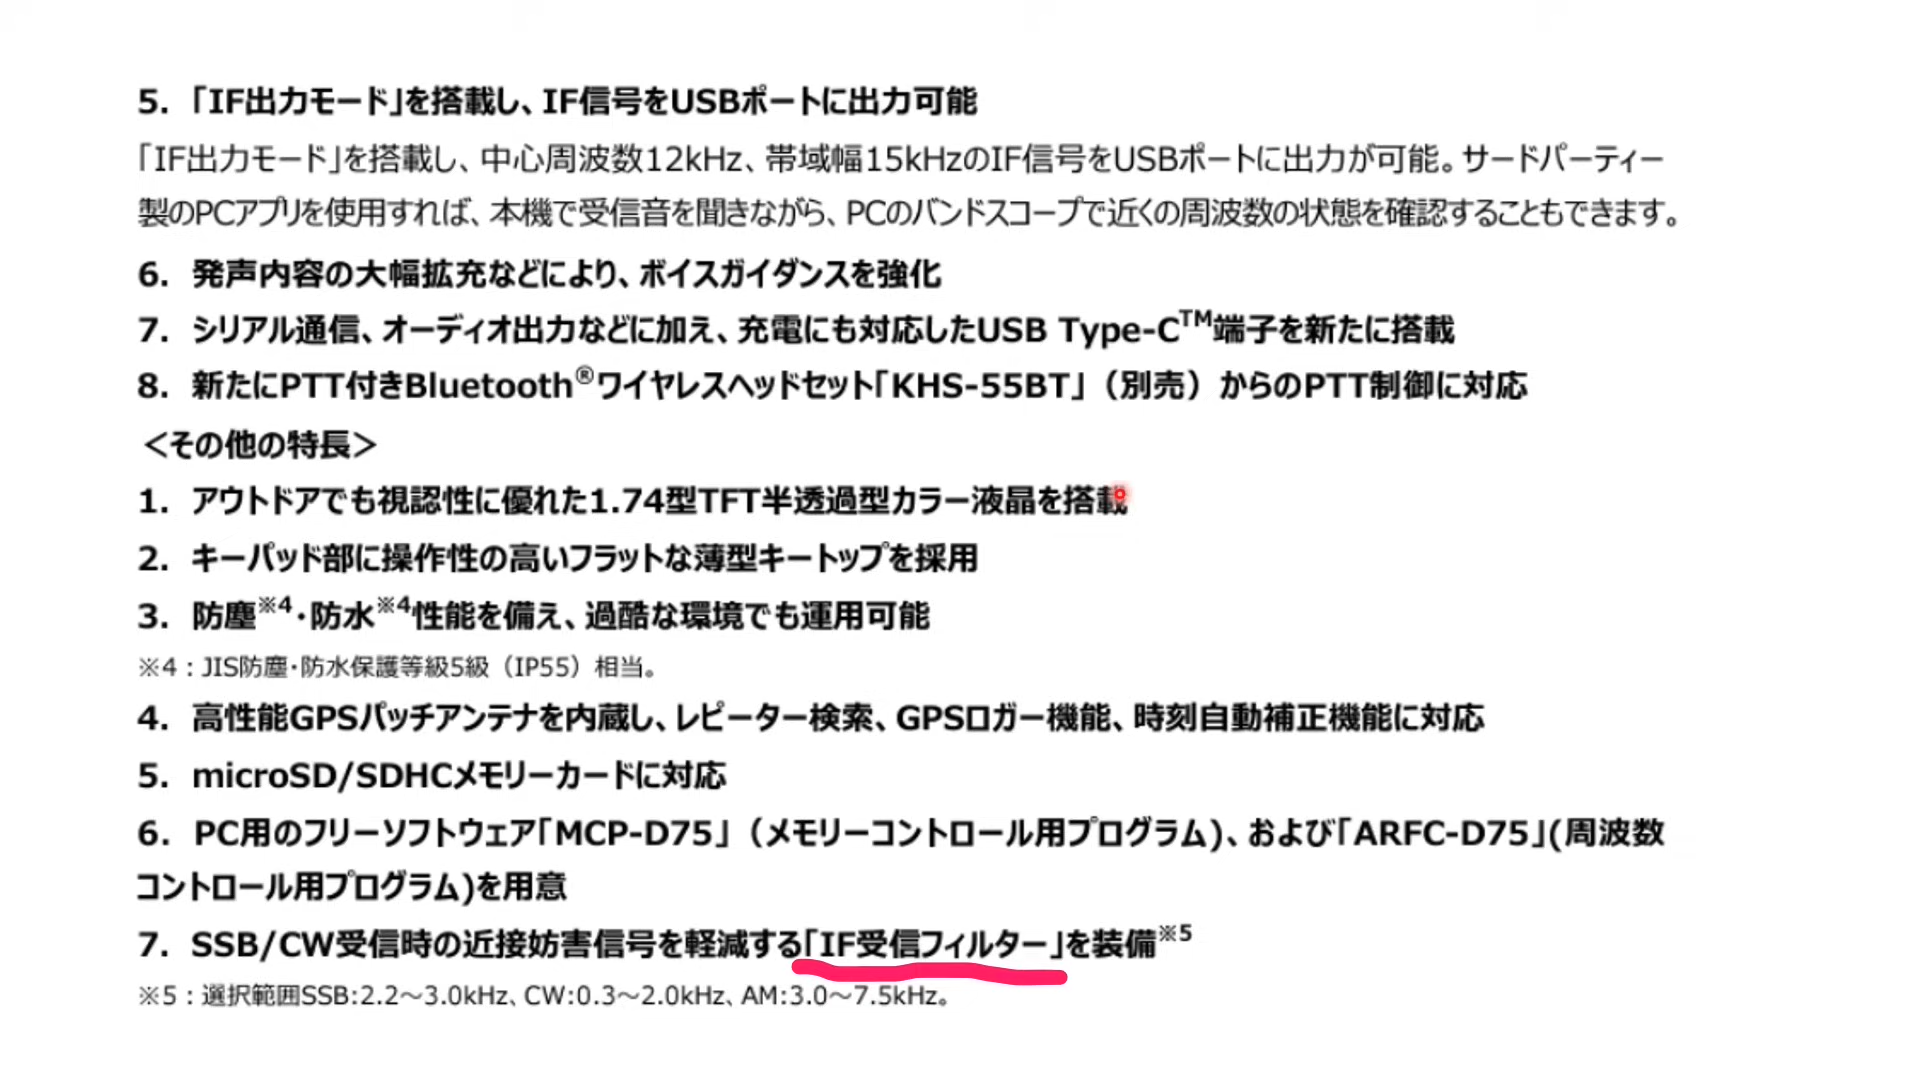 5. 「IF出力モード」を搭載し、IF信号をUSBポートに出力可能
「IF出力モード」を搭載し、中心周波数12kHz、帯域幅15kHzのIF信号をUSBポートに出力が可能。サードパーティー
製のPCアプリを使用すれば、本機で受信音を聞きながら、PCのバンドスコープで近くの周波数の状態を確認することもできます。
6. 発声内容の大幅拡充などにより、ボイスガイダンスを強化
7. シリアル通信、オーディオ出力などに加え、充電にも対応したUSB Type-C™端子を新たに搭載
8. 新たにPTT付きBluetooth®ワイヤレスヘッドセット「KHS-55BT」（別売）からのPTT制御に対応
＜その他の特長＞
1. アウトドアでも視認性に優れた1.74型TFT半透過型カラー液晶を搭載
2. キーパッド部に操作性の高いフラットな薄型キートップを採用
3. 防塵※4・防水※4性能を備え、過酷な環境でも運用可能
※4：JIS防塵・防水保護等級5級（IP55）相当。
4. 高性能GPSパッチアンテナを内蔵し、レピーター検索、GPSロガー機能、時刻自動補正機能に対応
5. microSD/SDHCメモリーカードに対応
6. PC用のフリーソフトウェア「MCP-D75」（メモリーコントロール用プログラム)、および「ARFC-D75」(周波数
コントロール用プログラム)を用意
7. SSB/CW受信時の近接妨害信号を軽減する「IF受信フィルター」を装備※5
※5：選択範囲SSB:2.2～3.0kHz、CW:0.3～2.0kHz、AM:3.0～7.5kHz。